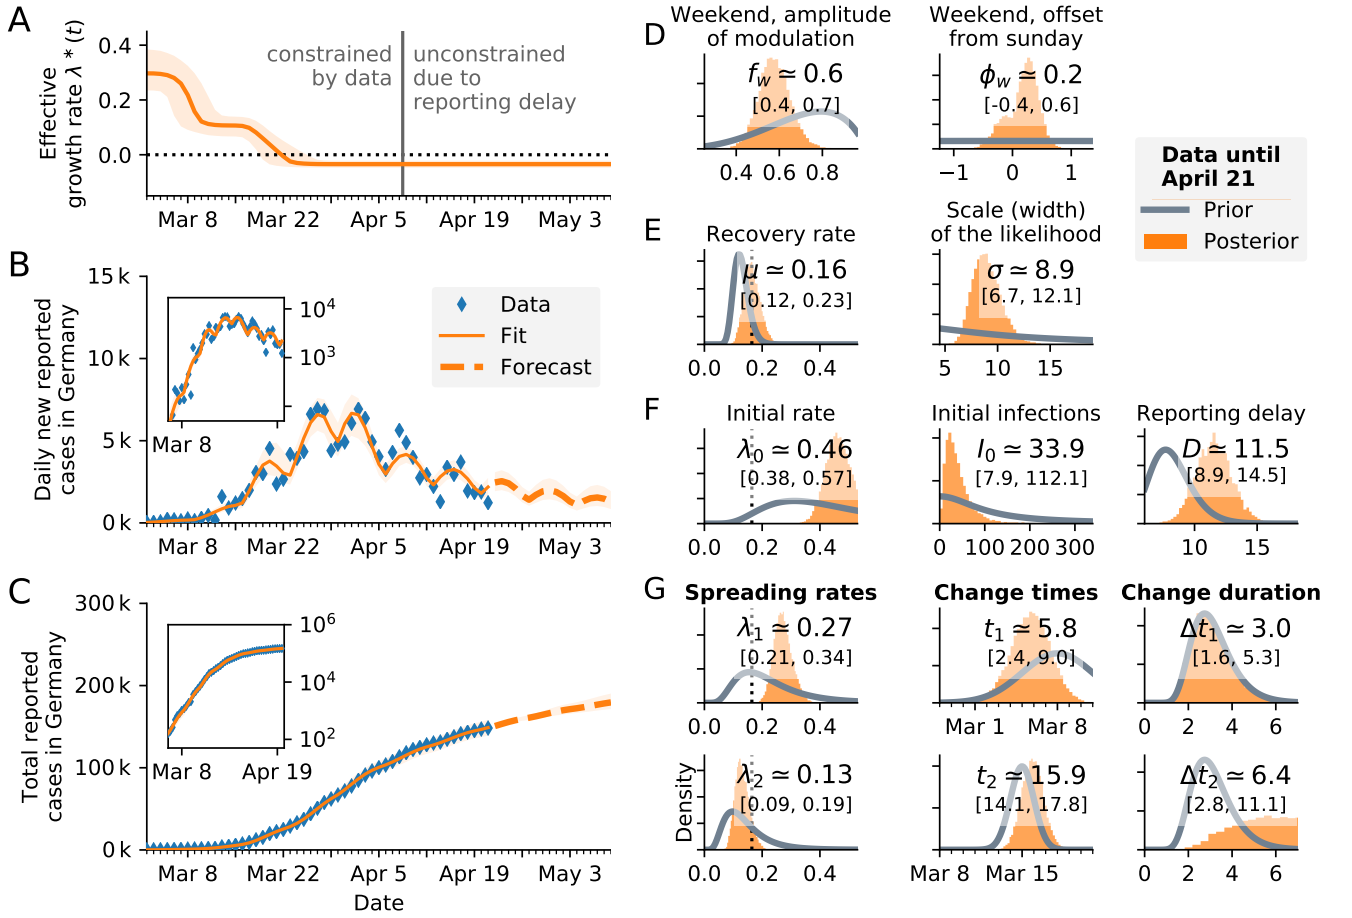 A
Effective
growth rate λ* (t)
0.4
0.2
0.0
constrained
by data
unconstrained
due to
reporting delay
Mar 8
Mar 22
Apr 5
Apr 19
May 3
B
Daily new reported
cases in Germany
15 k
10 k
5 k
0 k
10⁴
10³
Mar 8
Data
Fit
Forecast
Mar 8
Mar 22
Apr 5
Apr 19
May 3
C
Total reported
cases in Germany
300 k
200 k
100 k
0 k
10⁶
10⁴
10²
Mar 8
Apr 19
Mar 8
Mar 22
Apr 5
Apr 19
May 3
Date
D
Weekend, amplitude
of modulation
f_w ≃ 0.6
[0.4, 0.7]
0.4 0.6 0.8
Weekend, offset
from sunday
ϕ_w ≃ 0.2
[-0.4, 0.6]
−1 0 1
Data until
April 21
Prior
Posterior
E
Recovery rate
μ ≃ 0.16
[0.12, 0.23]
0.0 0.2 0.4
Scale (width)
of the likelihood
σ ≃ 8.9
[6.7, 12.1]
5 10 15
F
Initial rate
λ₀ ≃ 0.46
[0.38, 0.57]
0.0 0.2 0.4
Initial infections
I₀ ≃ 33.9
[7.9, 112.1]
0 100 200 300
Reporting delay
D ≃ 11.5
[8.9, 14.5]
10 15
G
Spreading rates
λ₁ ≃ 0.27
[0.21, 0.34]
0.0 0.2 0.4
Change times
t₁ ≃ 5.8
[2.4, 9.0]
Mar 1 Mar 8
Change duration
Δt₁ ≃ 3.0
[1.6, 5.3]
0 2 4 6
Density
λ₂ ≃ 0.13
[0.09, 0.19]
0.0 0.2 0.4
t₂ ≃ 15.9
[14.1, 17.8]
Mar 8 Mar 15
Δt₂ ≃ 6.4
[2.8, 11.1]
0 2 4 6